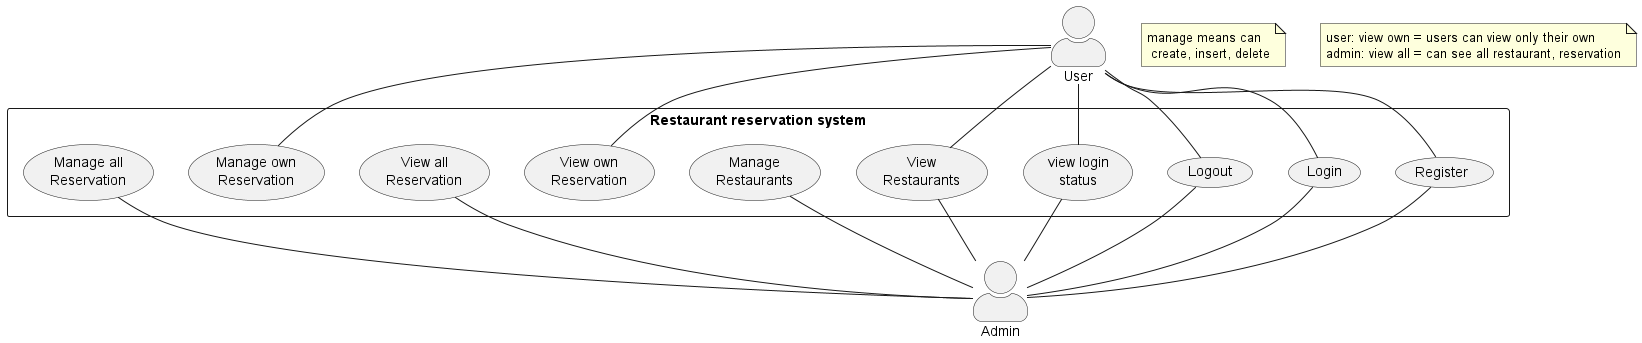 User
manage means can
create, insert, delete
user: view own = users can view only their own
admin: view all = can see all restaurant, reservation
Restaurant reservation system
Manage all
Reservation
Manage own
Reservation
View all
Reservation
View own
Reservation
Manage
Restaurants
View
Restaurants
view login
status
Logout
Login
Register
Admin